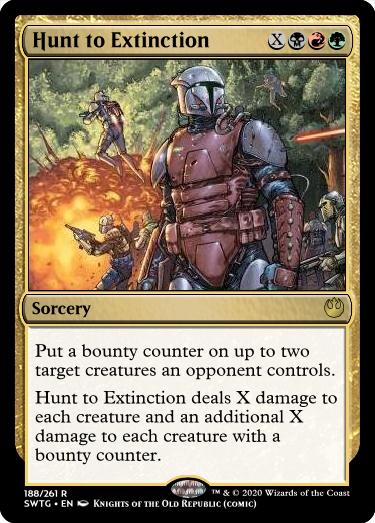 Hunt to Extinction X
Sorcery
Put a bounty counter on up to two
target creatures an opponent controls.
Hunt to Extinction deals X damage to
each creature and an additional X
damage to each creature with a
bounty counter.
188/261 R
SWTG • EN Knights of the Old Republic (comic)
™ & © 2020 Wizards of the Coast